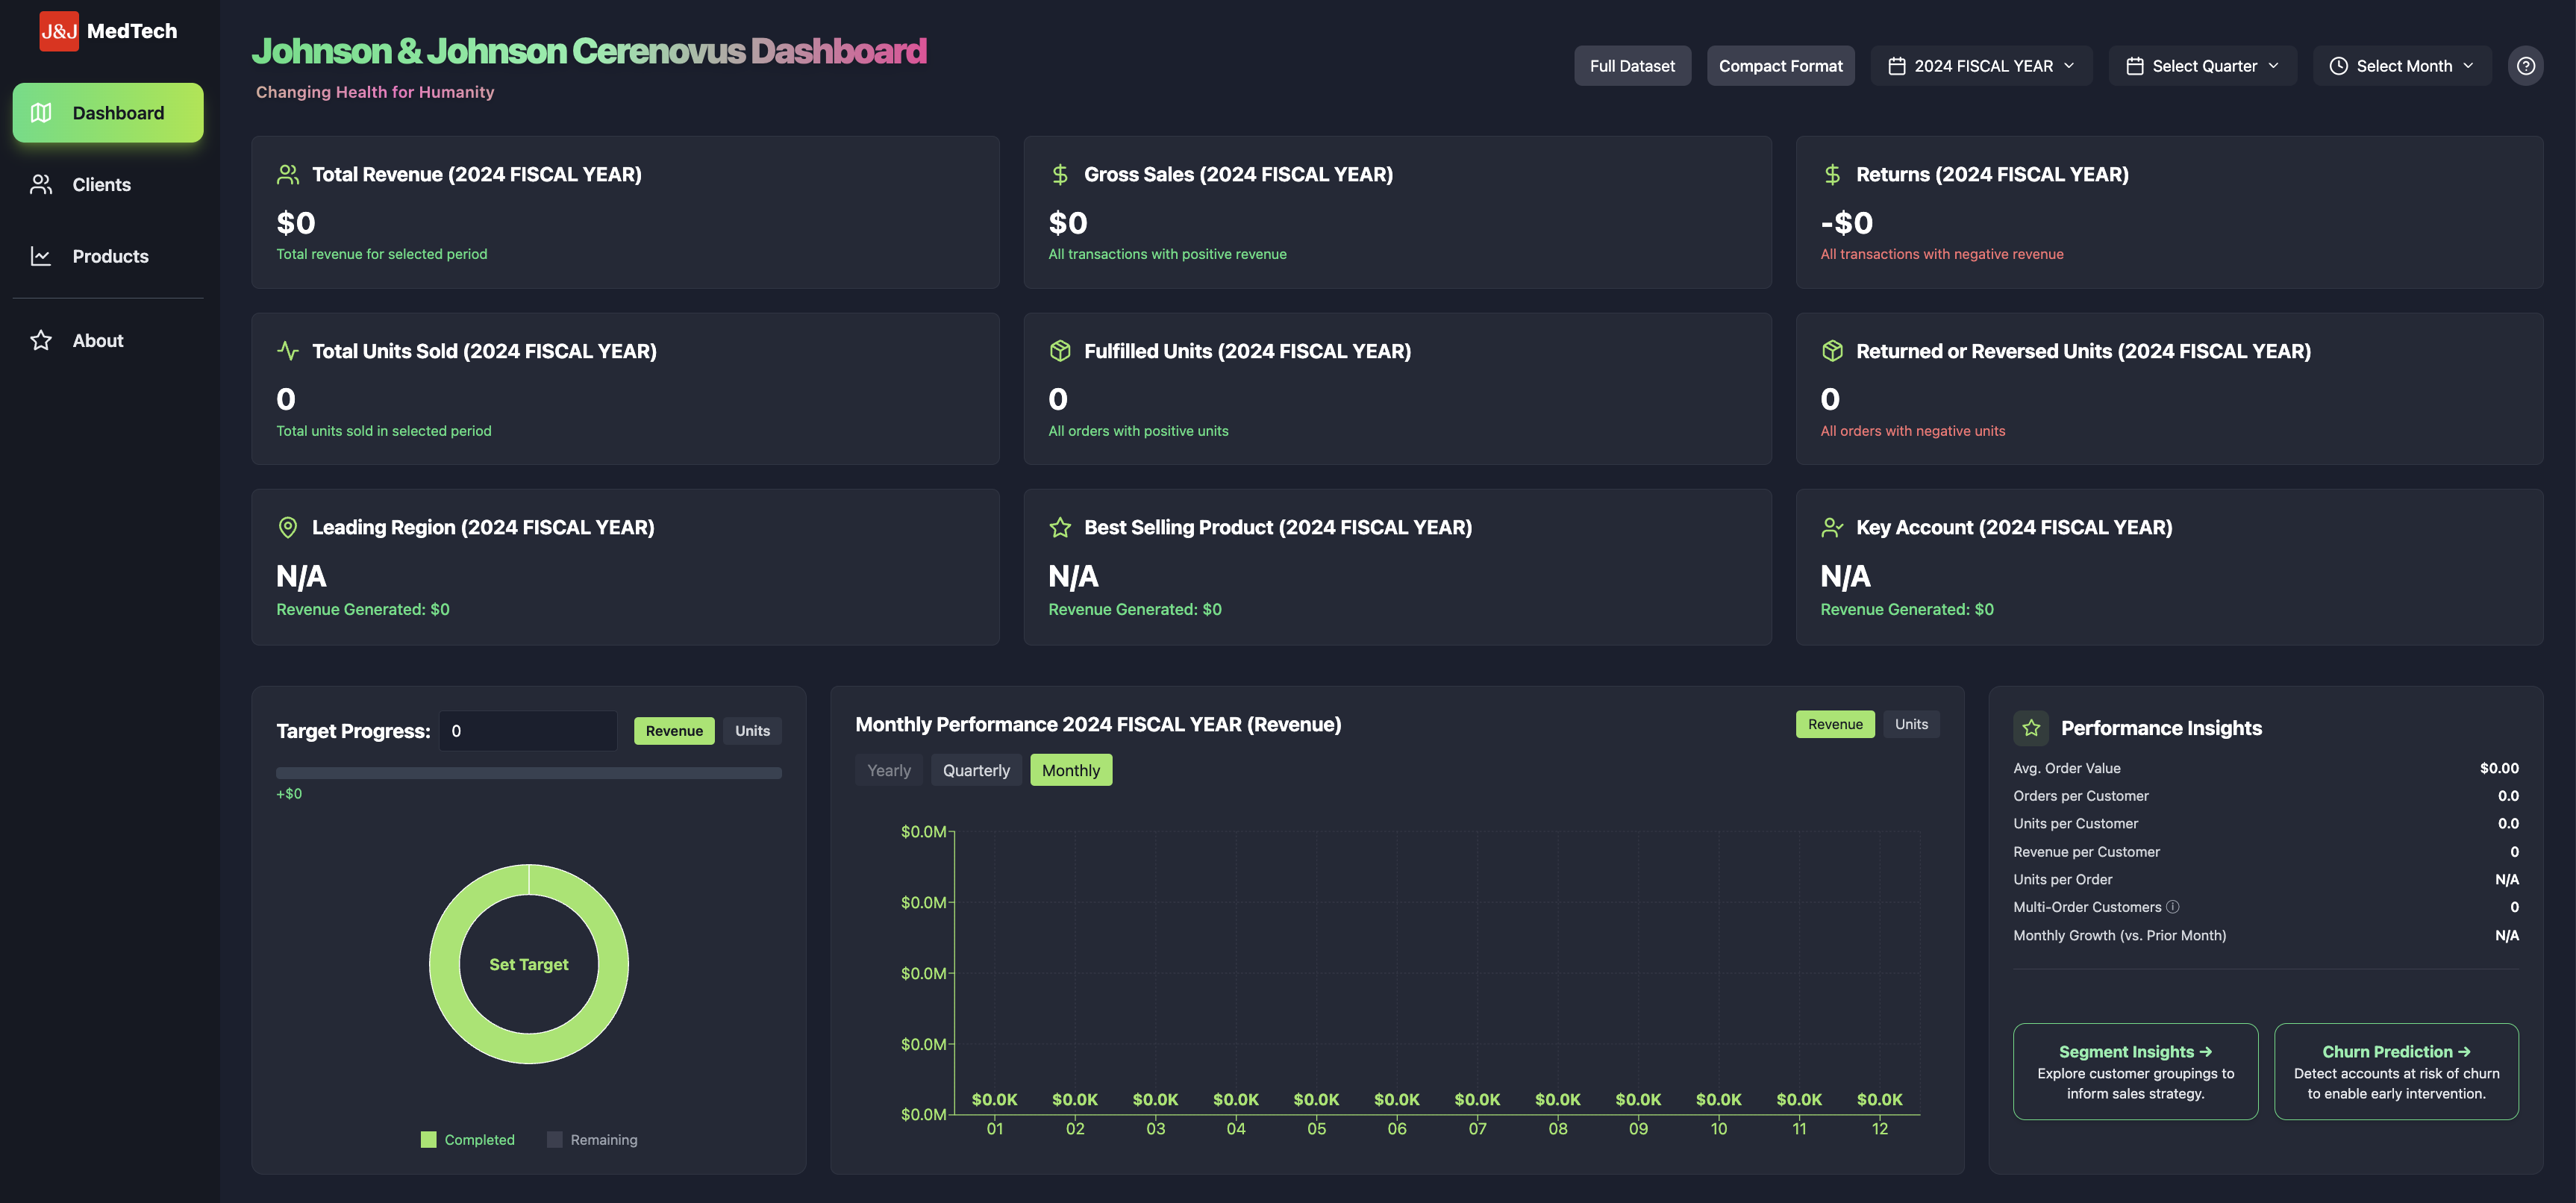 J&J MedTech
Dashboard
Clients
Products
About
Johnson & Johnson Cerenovus Dashboard
Changing Health for Humanity
Full Dataset
Compact Format
2024 FISCAL YEAR
Select Quarter
Select Month
Total Revenue (2024 FISCAL YEAR)
$0
Total revenue for selected period
Gross Sales (2024 FISCAL YEAR)
$0
All transactions with positive revenue
Returns (2024 FISCAL YEAR)
-$0
All transactions with negative revenue
Total Units Sold (2024 FISCAL YEAR)
0
Total units sold in selected period
Fulfilled Units (2024 FISCAL YEAR)
0
All orders with positive units
Returned or Reversed Units (2024 FISCAL YEAR)
0
All orders with negative units
Leading Region (2024 FISCAL YEAR)
N/A
Revenue Generated: $0
Best Selling Product (2024 FISCAL YEAR)
N/A
Revenue Generated: $0
Key Account (2024 FISCAL YEAR)
N/A
Revenue Generated: $0
Target Progress: 0 Revenue Units
+$0
Set Target
Completed Remaining
Monthly Performance 2024 FISCAL YEAR (Revenue)
Revenue Units
Yearly Quarterly Monthly
$0.0M
$0.0M
$0.0M
$0.0M
$0.0M
$0.0K $0.0K $0.0K $0.0K $0.0K $0.0K $0.0K $0.0K $0.0K $0.0K $0.0K $0.0K
01 02 03 04 05 06 07 08 09 10 11 12
Performance Insights
Avg. Order Value $0.00
Orders per Customer 0.0
Units per Customer 0.0
Revenue per Customer 0
Units per Order N/A
Multi-Order Customers ⓘ 0
Monthly Growth (vs. Prior Month) N/A
Segment Insights →
Explore customer groupings to
inform sales strategy.
Churn Prediction →
Detect accounts at risk of churn
to enable early intervention.